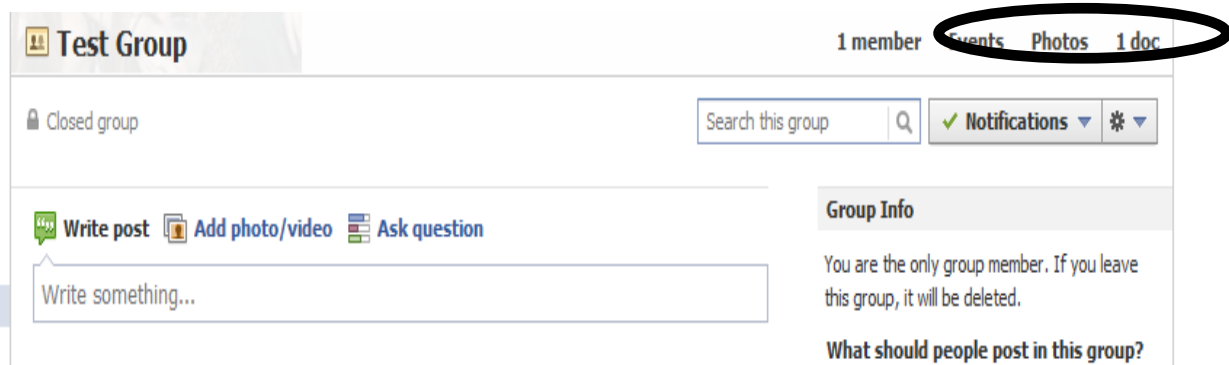 Test Group 1 member Events Photos 1 doc
Closed group Search this group Notifications
Write post Add photo/video Ask question
Write something...
Group Info
You are the only group member. If you leave
this group, it will be deleted.
What should people post in this group?